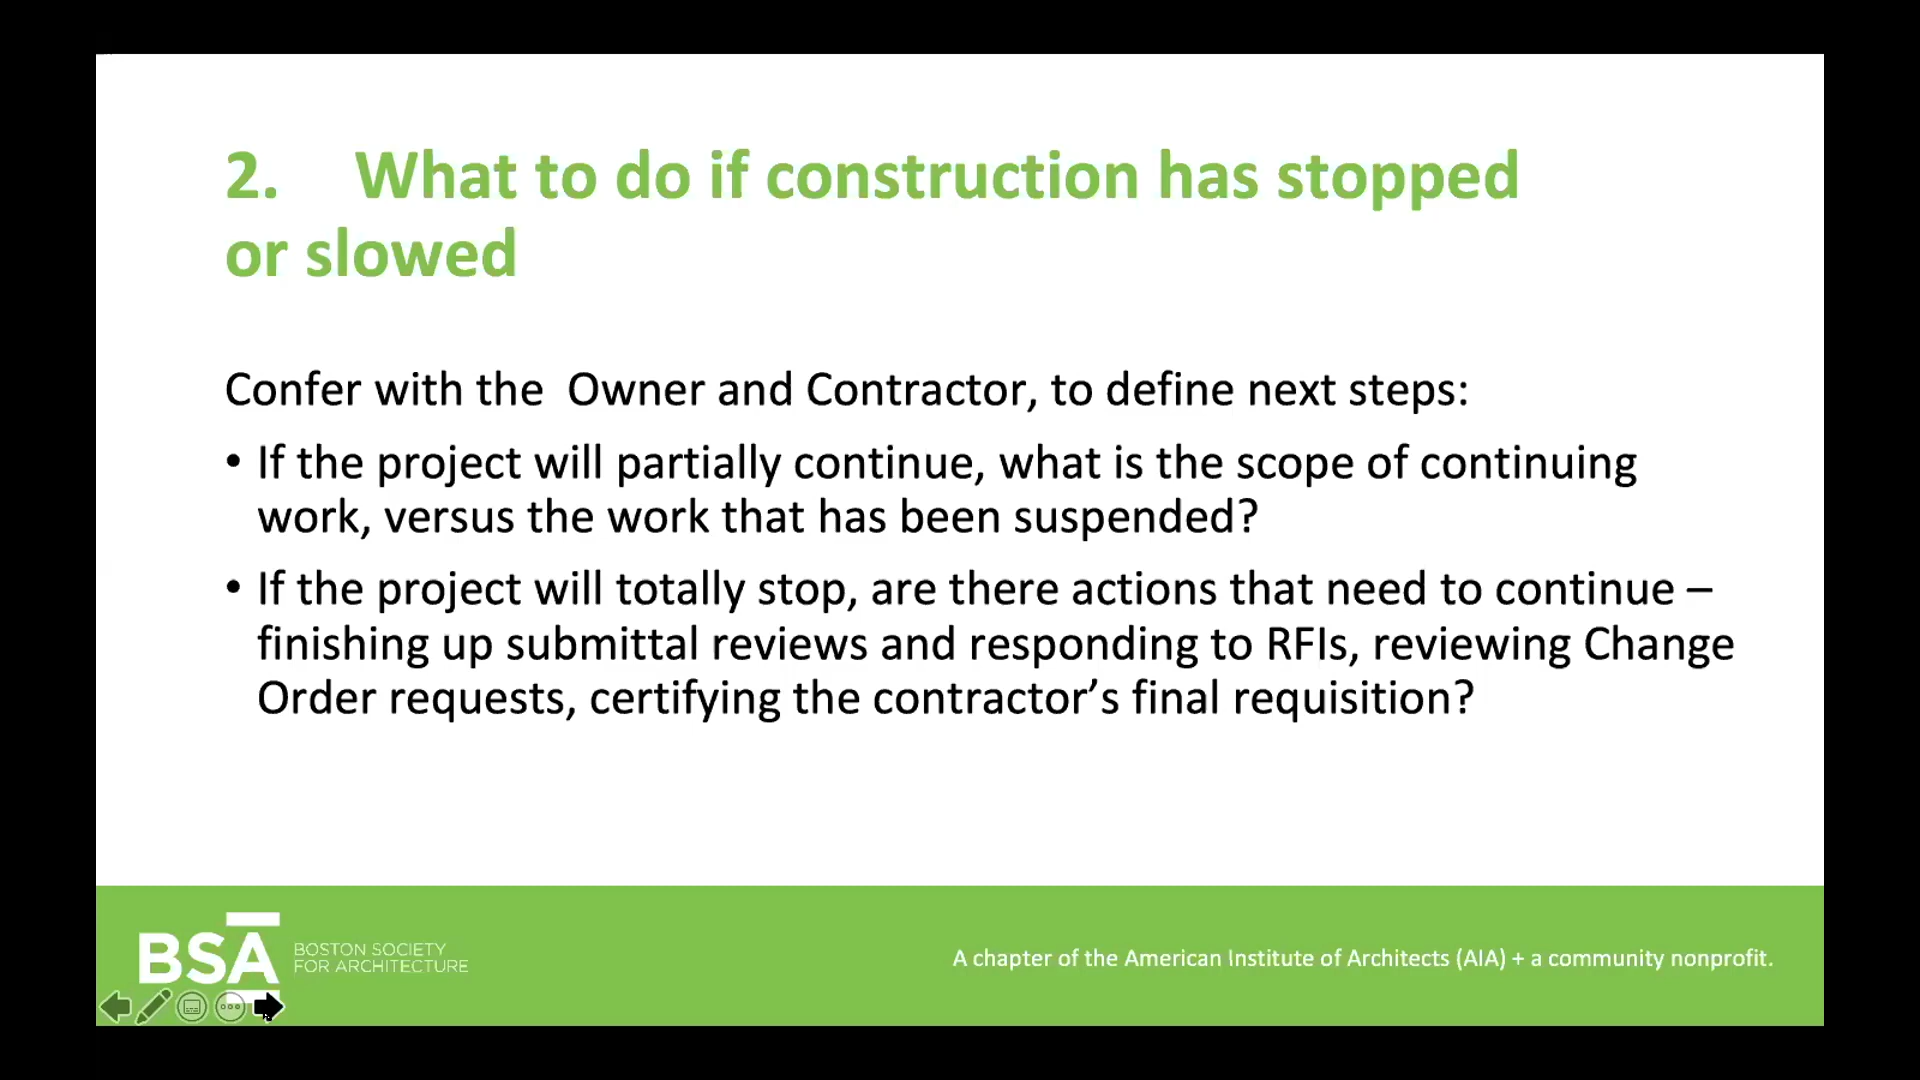 2. What to do if construction has stopped
or slowed
Confer with the Owner and Contractor, to define next steps:
• If the project will partially continue, what is the scope of continuing
work, versus the work that has been suspended?
• If the project will totally stop, are there actions that need to continue –
finishing up submittal reviews and responding to RFIs, reviewing Change
Order requests, certifying the contractor’s final requisition?
BSA
BOSTON SOCIETY
FOR ARCHITECTURE
A chapter of the American Institute of Architects (AIA) + a community nonprofit.